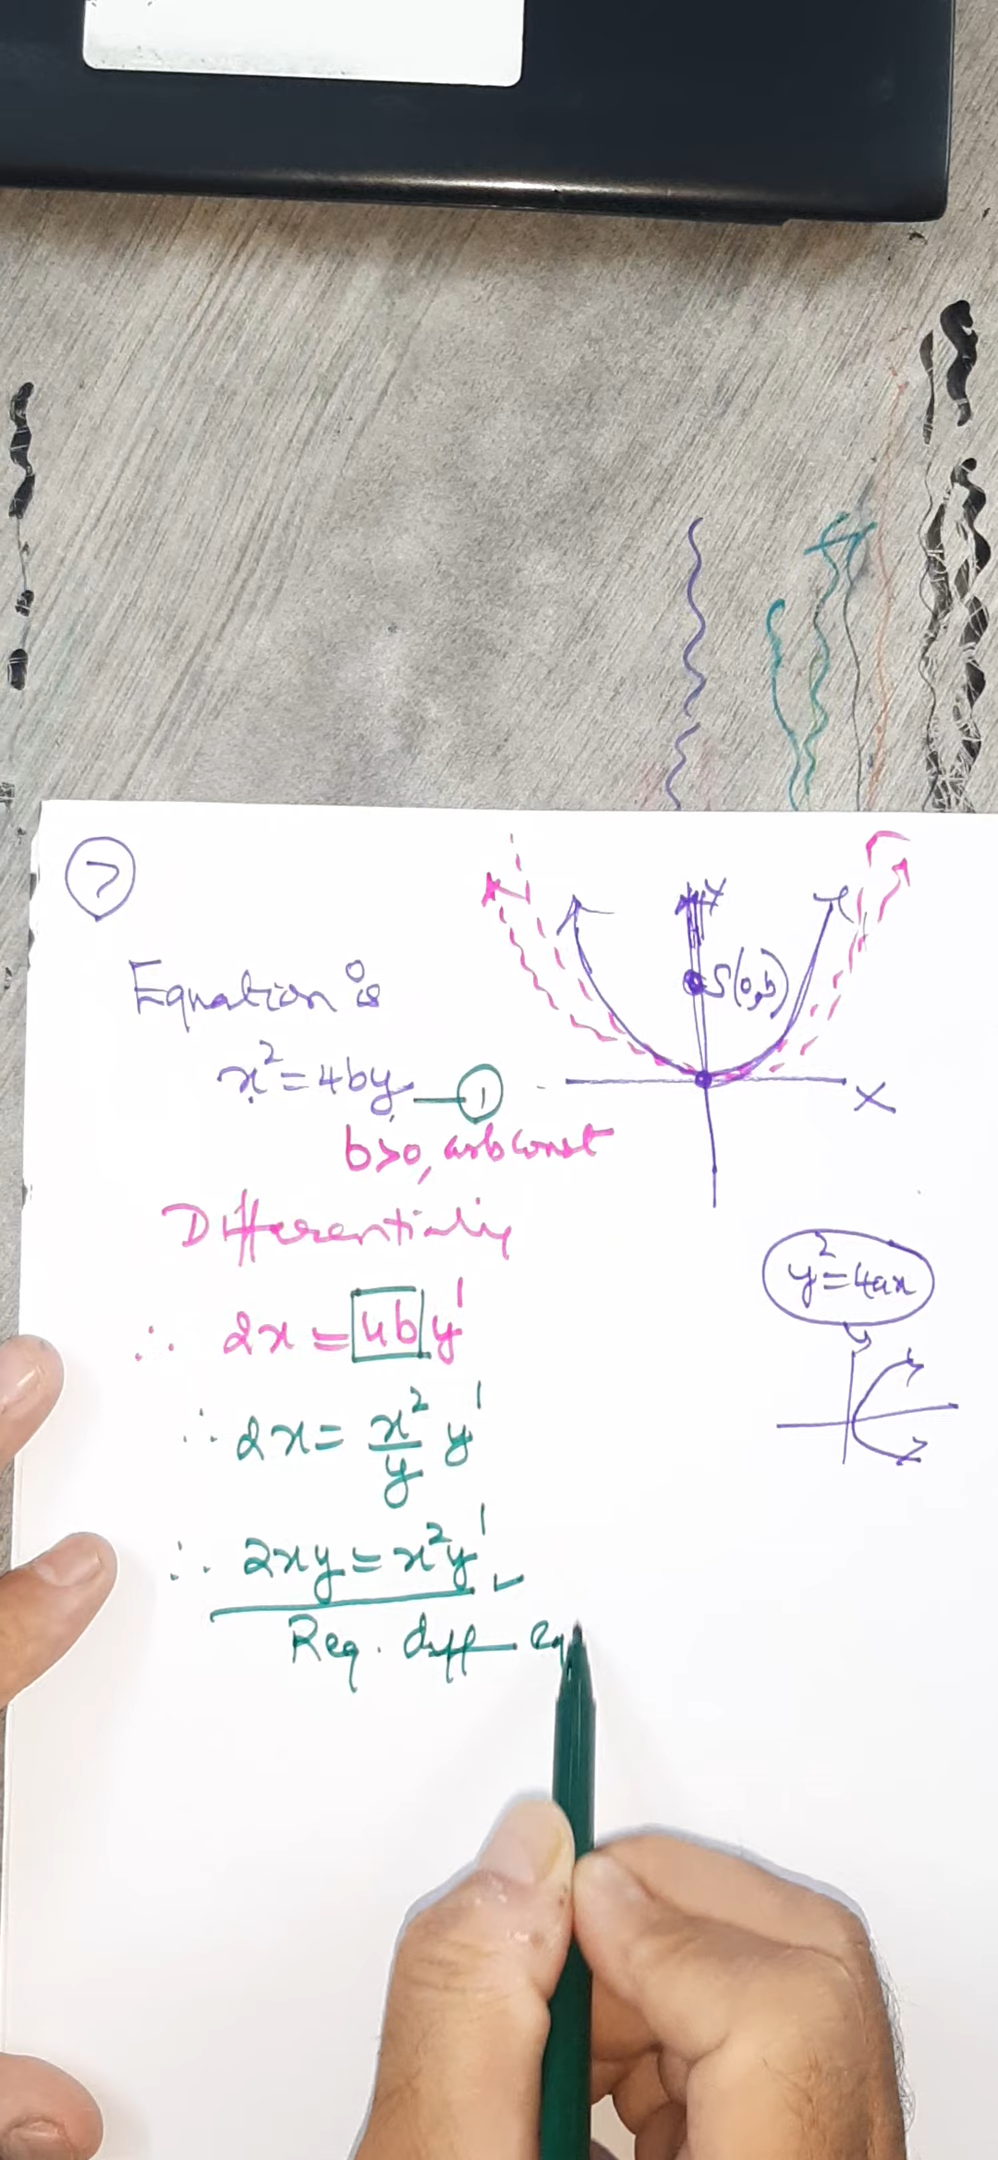 7
Y
S(0,b)
Equation is
x² = 4by — 1
X
b>0, arb const
Differentiating
y² = 4ax
∴ 2x = 4b y'
∴ 2x = x²/y y'
∴ 2xy = x²y' ✓
Req. diff eq